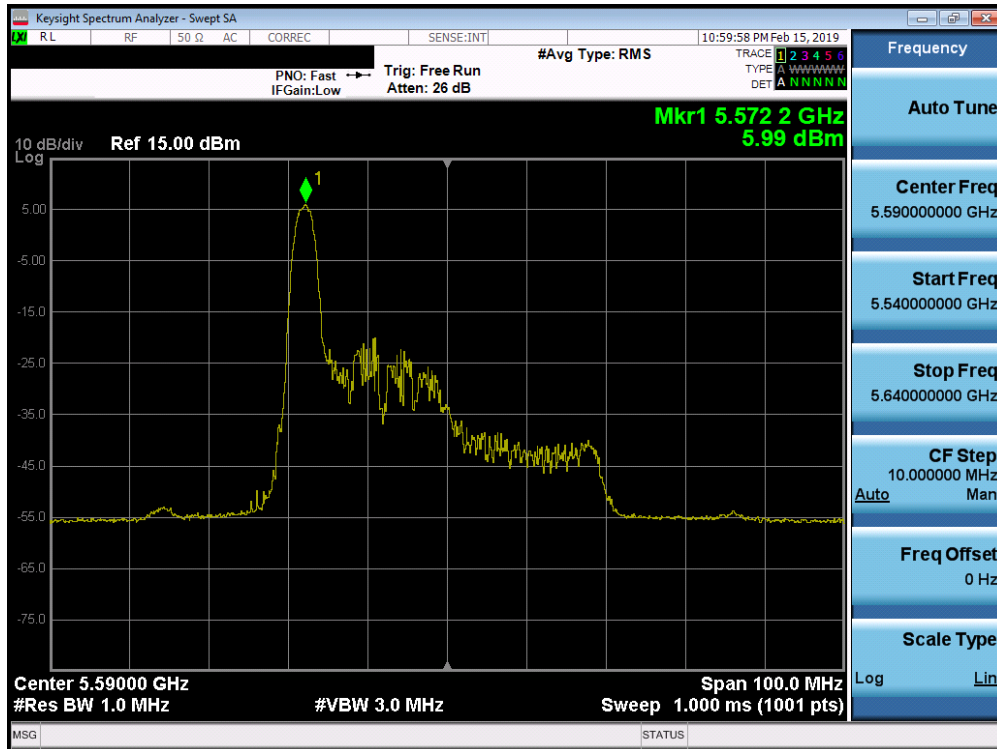 Keysight Spectrum Analyzer - Swept SA
LXI RL RF 50 Ω AC CORREC SENSE:INT 10:59:58 PM Feb 15, 2019
PNO: Fast
IFGain:Low
Trig: Free Run
Atten: 26 dB
#Avg Type: RMS
TRACE 1 2 3 4 5 6
TYPE A WWWWW
DET A N N N N N
Mkr1 5.572 2 GHz
5.99 dBm
10 dB/div Ref 15.00 dBm
Log
1
5.00
-5.00
-15.0
-25.0
-35.0
-45.0
-55.0
-65.0
-75.0
Center 5.59000 GHz Span 100.0 MHz
#Res BW 1.0 MHz #VBW 3.0 MHz Sweep 1.000 ms (1001 pts)
MSG STATUS
Frequency
Auto Tune
Center Freq
5.590000000 GHz
Start Freq
5.540000000 GHz
Stop Freq
5.640000000 GHz
CF Step
10.000000 MHz
Auto Man
Freq Offset
0 Hz
Scale Type
Log Lin